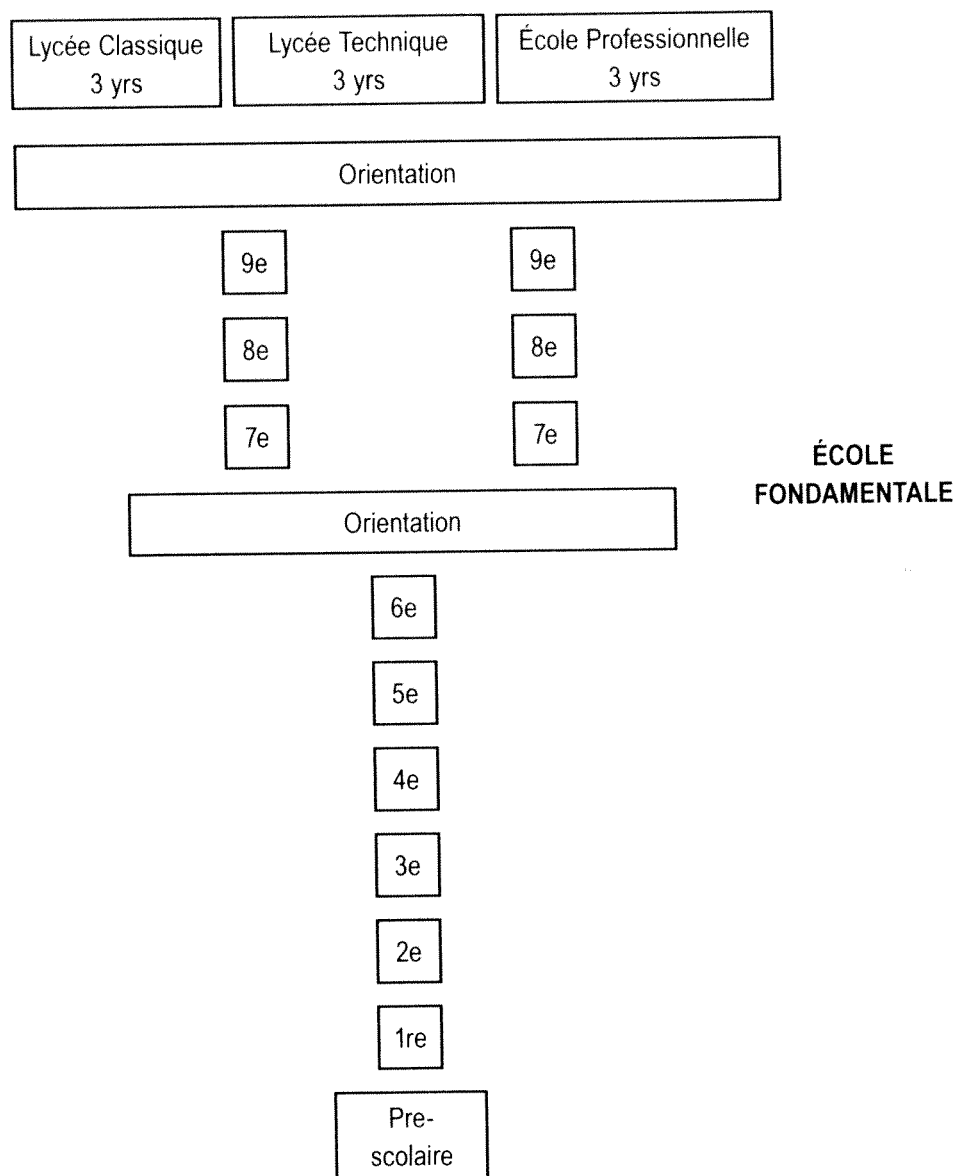 Lycée Classique
3 yrs
Lycée Technique
3 yrs
École Professionnelle
3 yrs
Orientation
9e
9e
8e
8e
7e
7e
ÉCOLE
FONDAMENTALE
Orientation
6e
5e
4e
3e
2e
1re
Pre-
scolaire